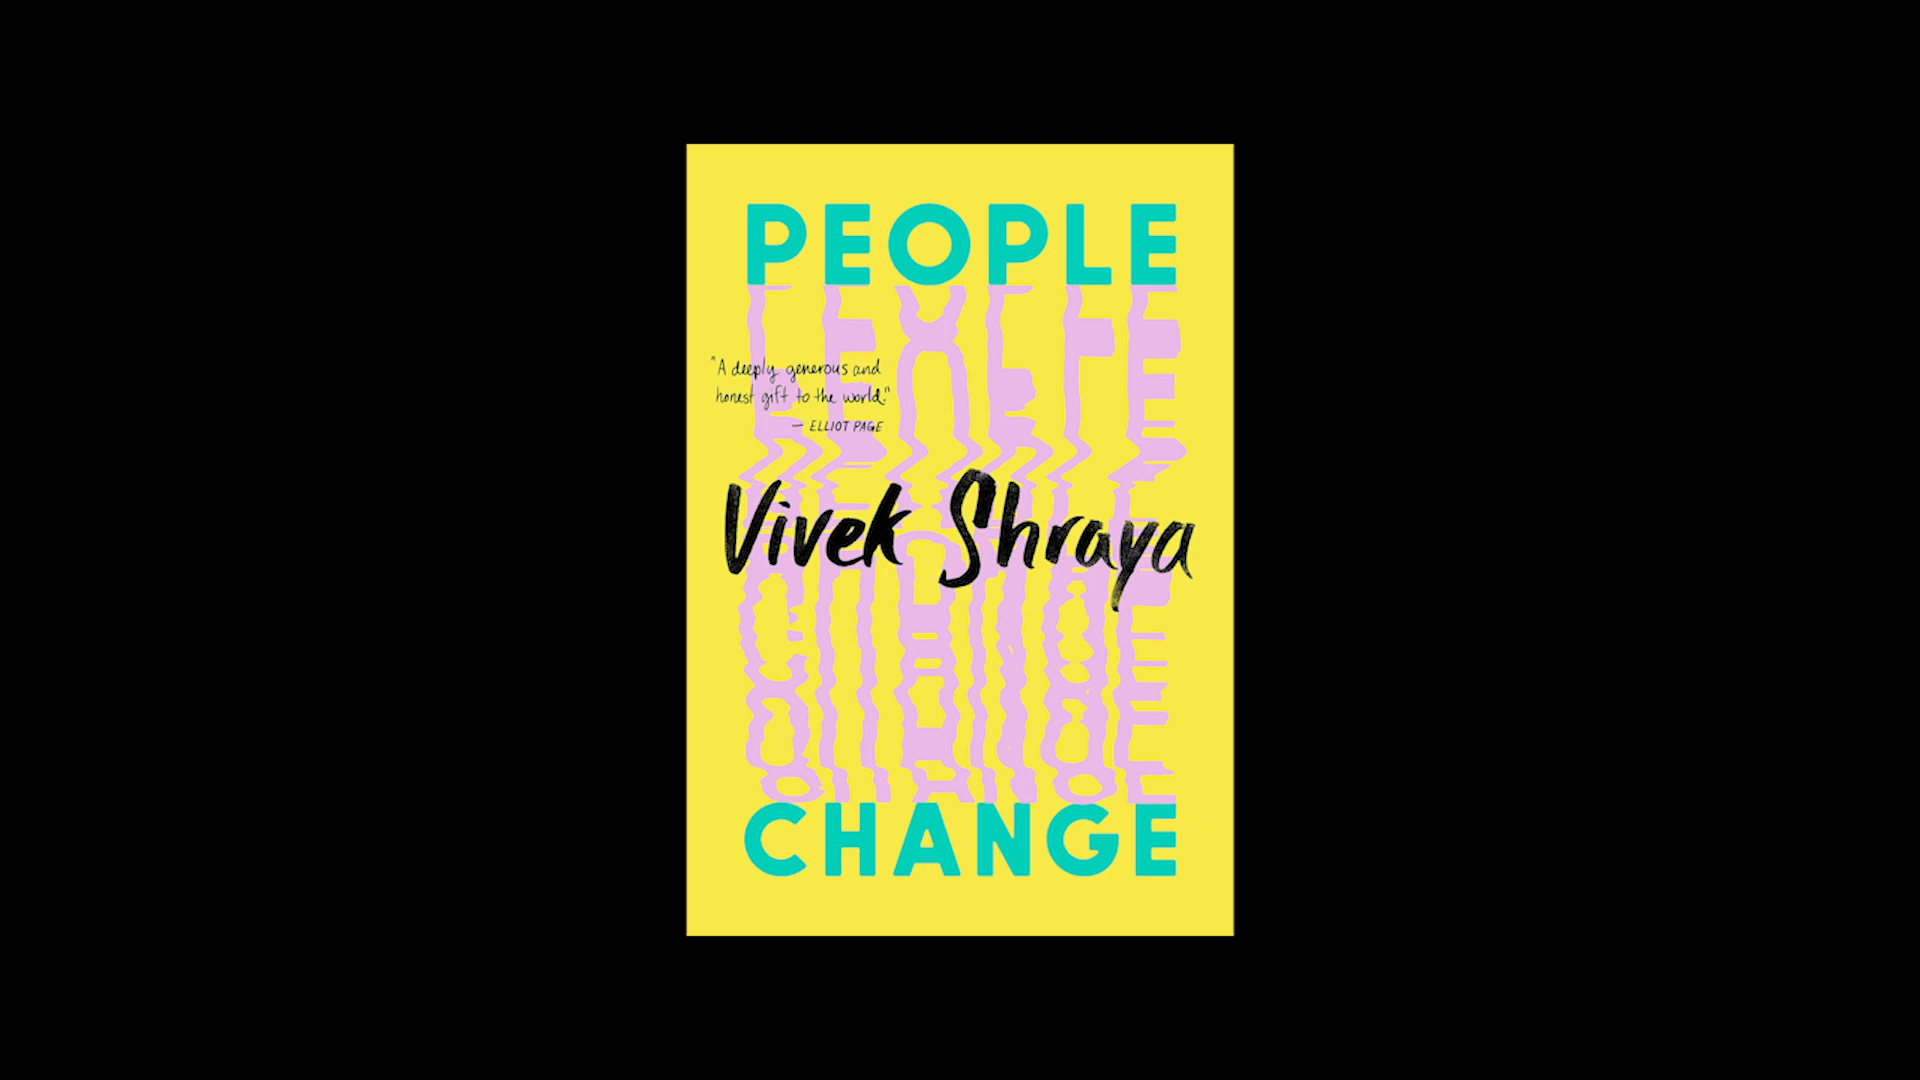 PEOPLE
"A deeply generous and
honest gift to the world."
— ELLIOT PAGE
Vivek Shraya
CHANGE